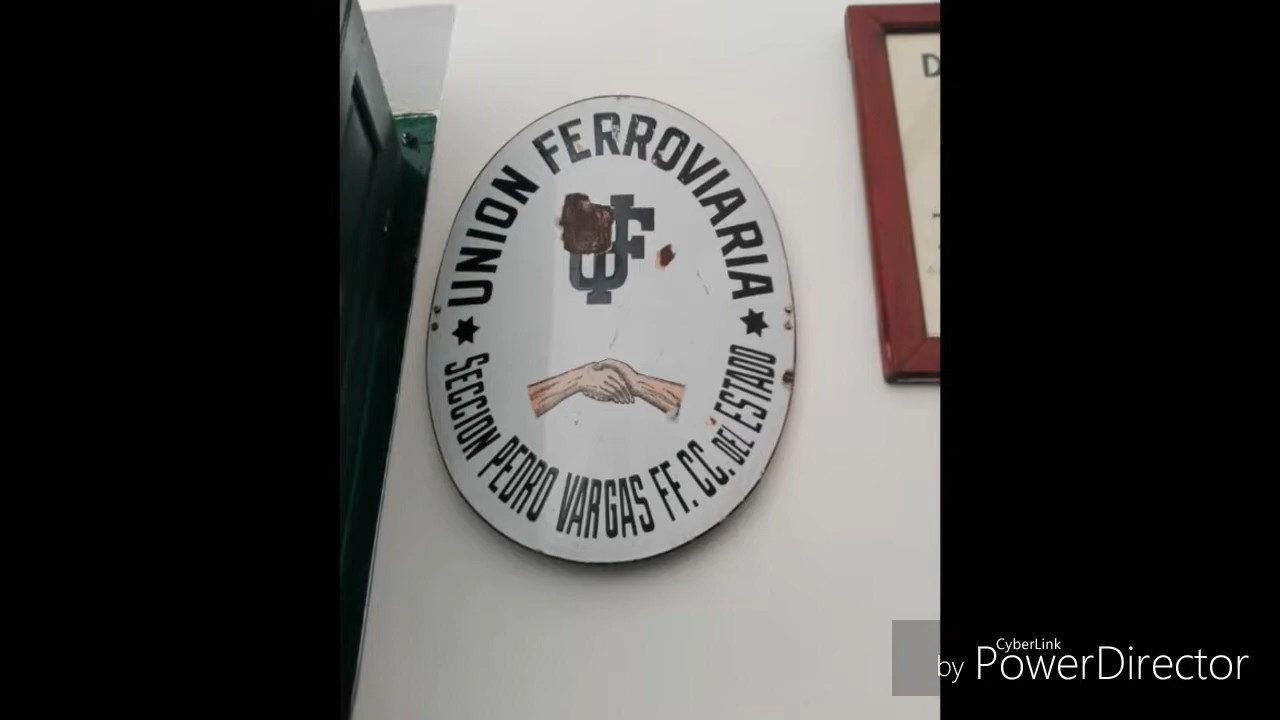 UNION FERROVIARIA
UF
SECCION PEDRO VARGAS FF. CC. DEL ESTADO
D
CyberLink
by PowerDirector